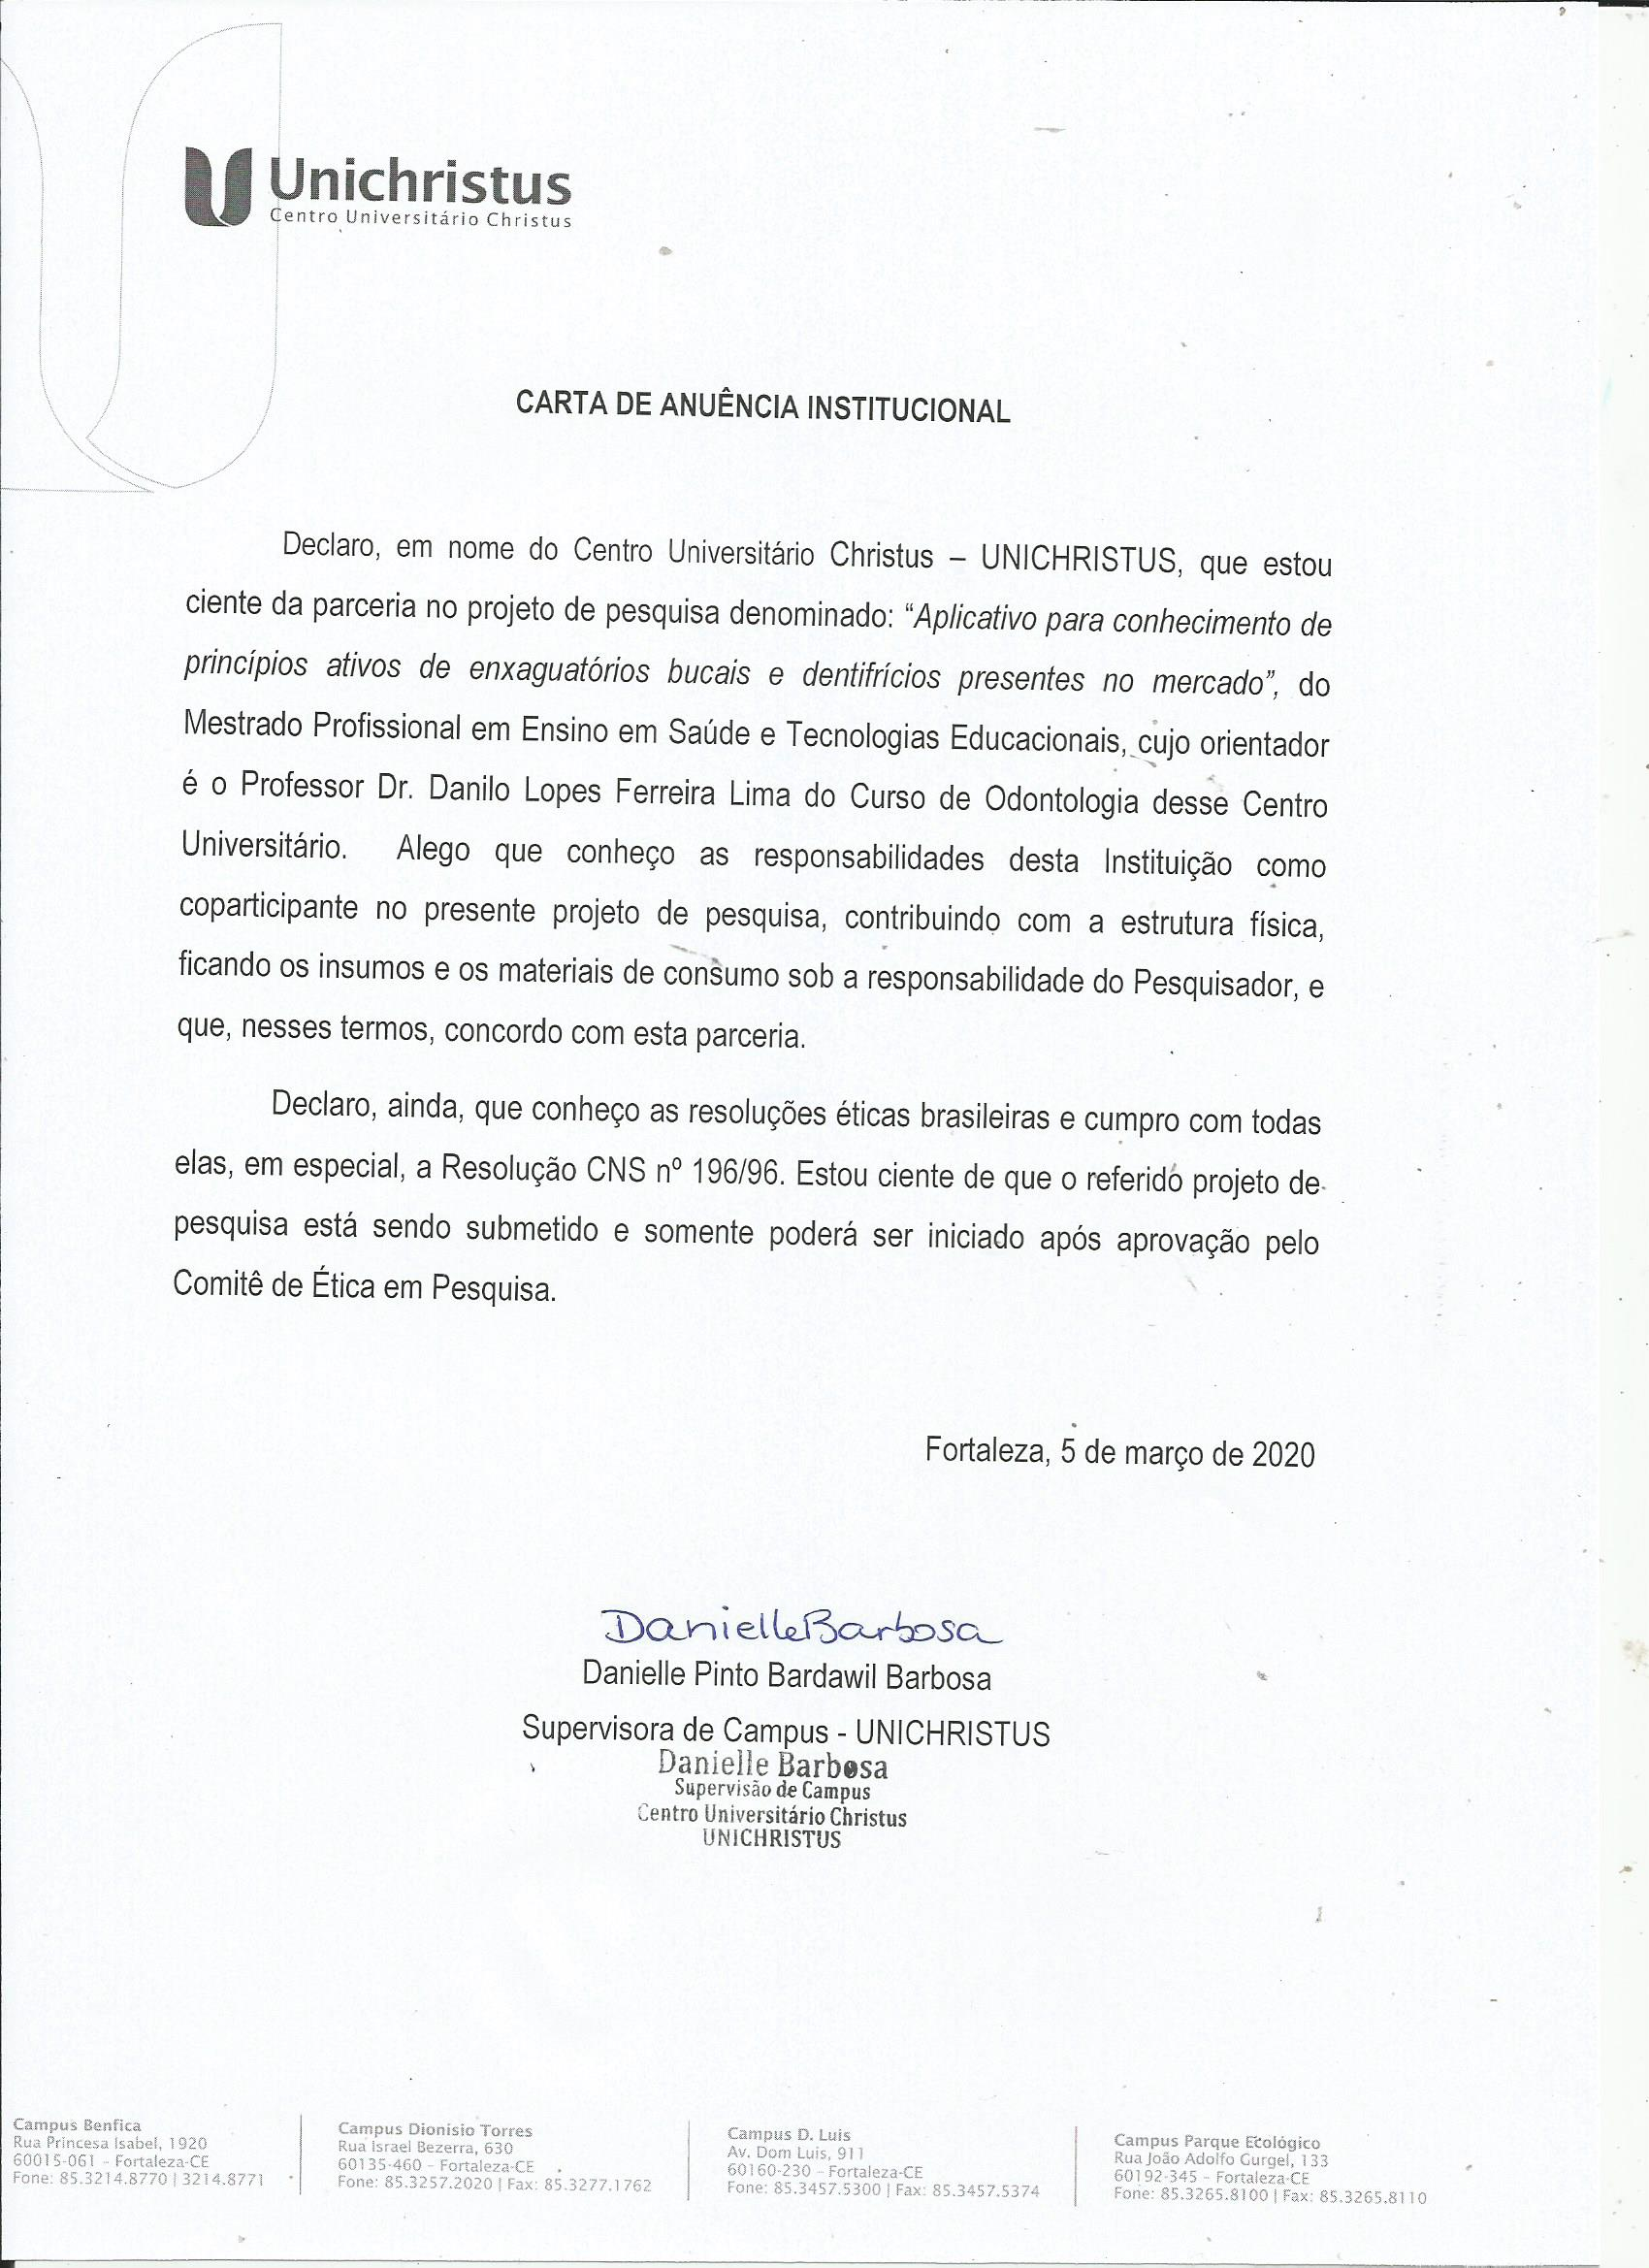 Unichristus
Centro Universitário Christus
CARTA DE ANUÊNCIA INSTITUCIONAL
Declaro, em nome do Centro Universitário Christus – UNICHRISTUS, que estou
ciente da parceria no projeto de pesquisa denominado: “Aplicativo para conhecimento de
princípios ativos de enxaguatórios bucais e dentifrícios presentes no mercado”, do
Mestrado Profissional em Ensino em Saúde e Tecnologias Educacionais, cujo orientador
é o Professor Dr. Danilo Lopes Ferreira Lima do Curso de Odontologia desse Centro
Universitário. Alego que conheço as responsabilidades desta Instituição como
coparticipante no presente projeto de pesquisa, contribuindo com a estrutura física,
ficando os insumos e os materiais de consumo sob a responsabilidade do Pesquisador, e
que, nesses termos, concordo com esta parceria.
Declaro, ainda, que conheço as resoluções éticas brasileiras e cumpro com todas
elas, em especial, a Resolução CNS nº 196/96. Estou ciente de que o referido projeto de
pesquisa está sendo submetido e somente poderá ser iniciado após aprovação pelo
Comitê de Ética em Pesquisa.
Fortaleza, 5 de março de 2020
Danielle Barbosa
Danielle Pinto Bardawil Barbosa
Supervisora de Campus - UNICHRISTUS
Danielle Barbosa
Supervisão de Campus
Centro Universitário Christus
UNICHRISTUS
Campus Benfica
Rua Princesa Isabel, 1920
60015-061 – Fortaleza-CE
Fone: 85.3214.8770 | 3214.8771
Campus Dionisio Torres
Rua Israel Bezerra, 630
60135-460 – Fortaleza-CE
Fone: 85.3257.2020 | Fax: 85.3277.1762
Campus D. Luis
Av. Dom Luis, 911
60160-230 – Fortaleza-CE
Fone: 85.3457.5300 | Fax: 85.3457.5374
Campus Parque Ecológico
Rua João Adolfo Gurgel, 133
60192-345 – Fortaleza-CE
Fone: 85.3265.8100 | Fax: 85.3265.8110